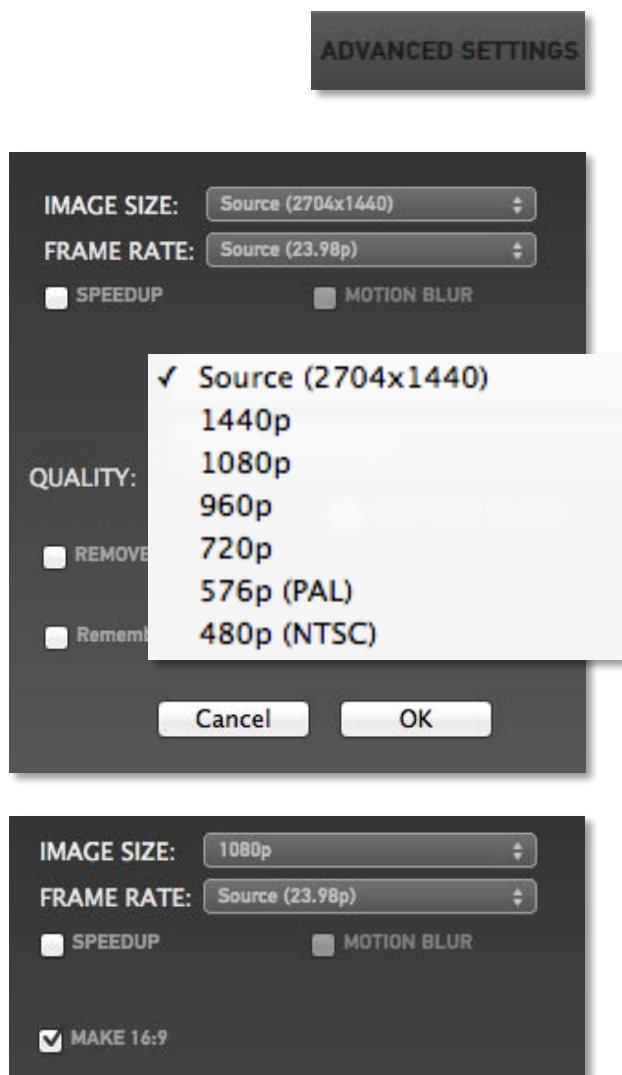 ADVANCED SETTINGS
IMAGE SIZE: Source (2704x1440)
FRAME RATE: Source (23.98p)
SPEEDUP MOTION BLUR
✓ Source (2704x1440)
1440p
1080p
QUALITY:
960p
720p
REMOVE
576p (PAL)
480p (NTSC)
Cancel OK
IMAGE SIZE: 1080p
FRAME RATE: Source (23.98p)
SPEEDUP MOTION BLUR
MAKE 16:9